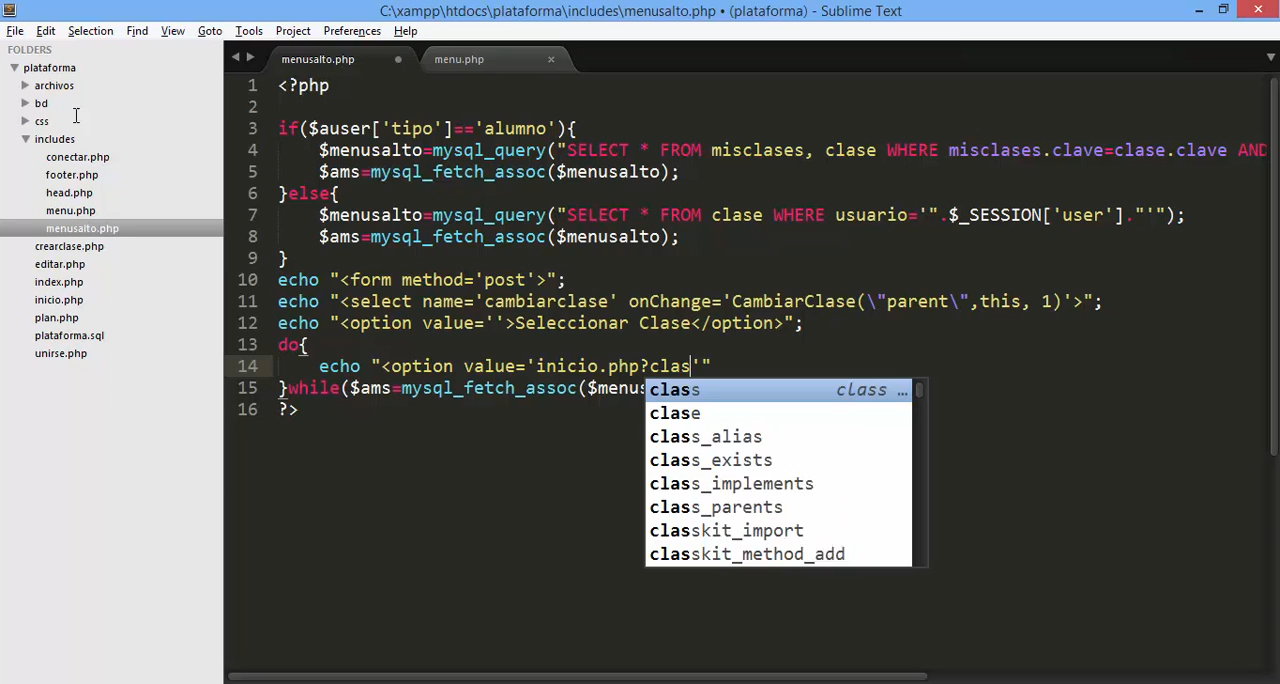 C:\xampp\htdocs\plataforma\includes\menusalto.php • (plataforma) - Sublime Text
File Edit Selection Find View Goto Tools Project Preferences Help
FOLDERS
plataforma
archivos
bd
css
includes
conectar.php
footer.php
head.php
menu.php
menusalto.php
crearclase.php
editar.php
index.php
inicio.php
plan.php
plataforma.sql
unirse.php
menusalto.php menu.php
1 <?php
2
3 if($auser['tipo']=='alumno'){
4 $menusalto=mysql_query("SELECT * FROM misclases, clase WHERE misclases.clave=clase.clave AND
5 $ams=mysql_fetch_assoc($menusalto);
6 }else{
7 $menusalto=mysql_query("SELECT * FROM clase WHERE usuario='".$_SESSION['user']."'");
8 $ams=mysql_fetch_assoc($menusalto);
9 }
10 echo "<form method='post'>";
11 echo "<select name='cambiarclase' onChange='CambiarClase(\"parent\",this, 1)'>";
12 echo "<option value=''>Seleccionar Clase</option>";
13 do{
14 echo "<option value='inicio.php?clas'"
15 }while($ams=mysql_fetch_assoc($menus
16 ?>
class class …
clase
class_alias
class_exists
class_implements
class_parents
classkit_import
classkit_method_add